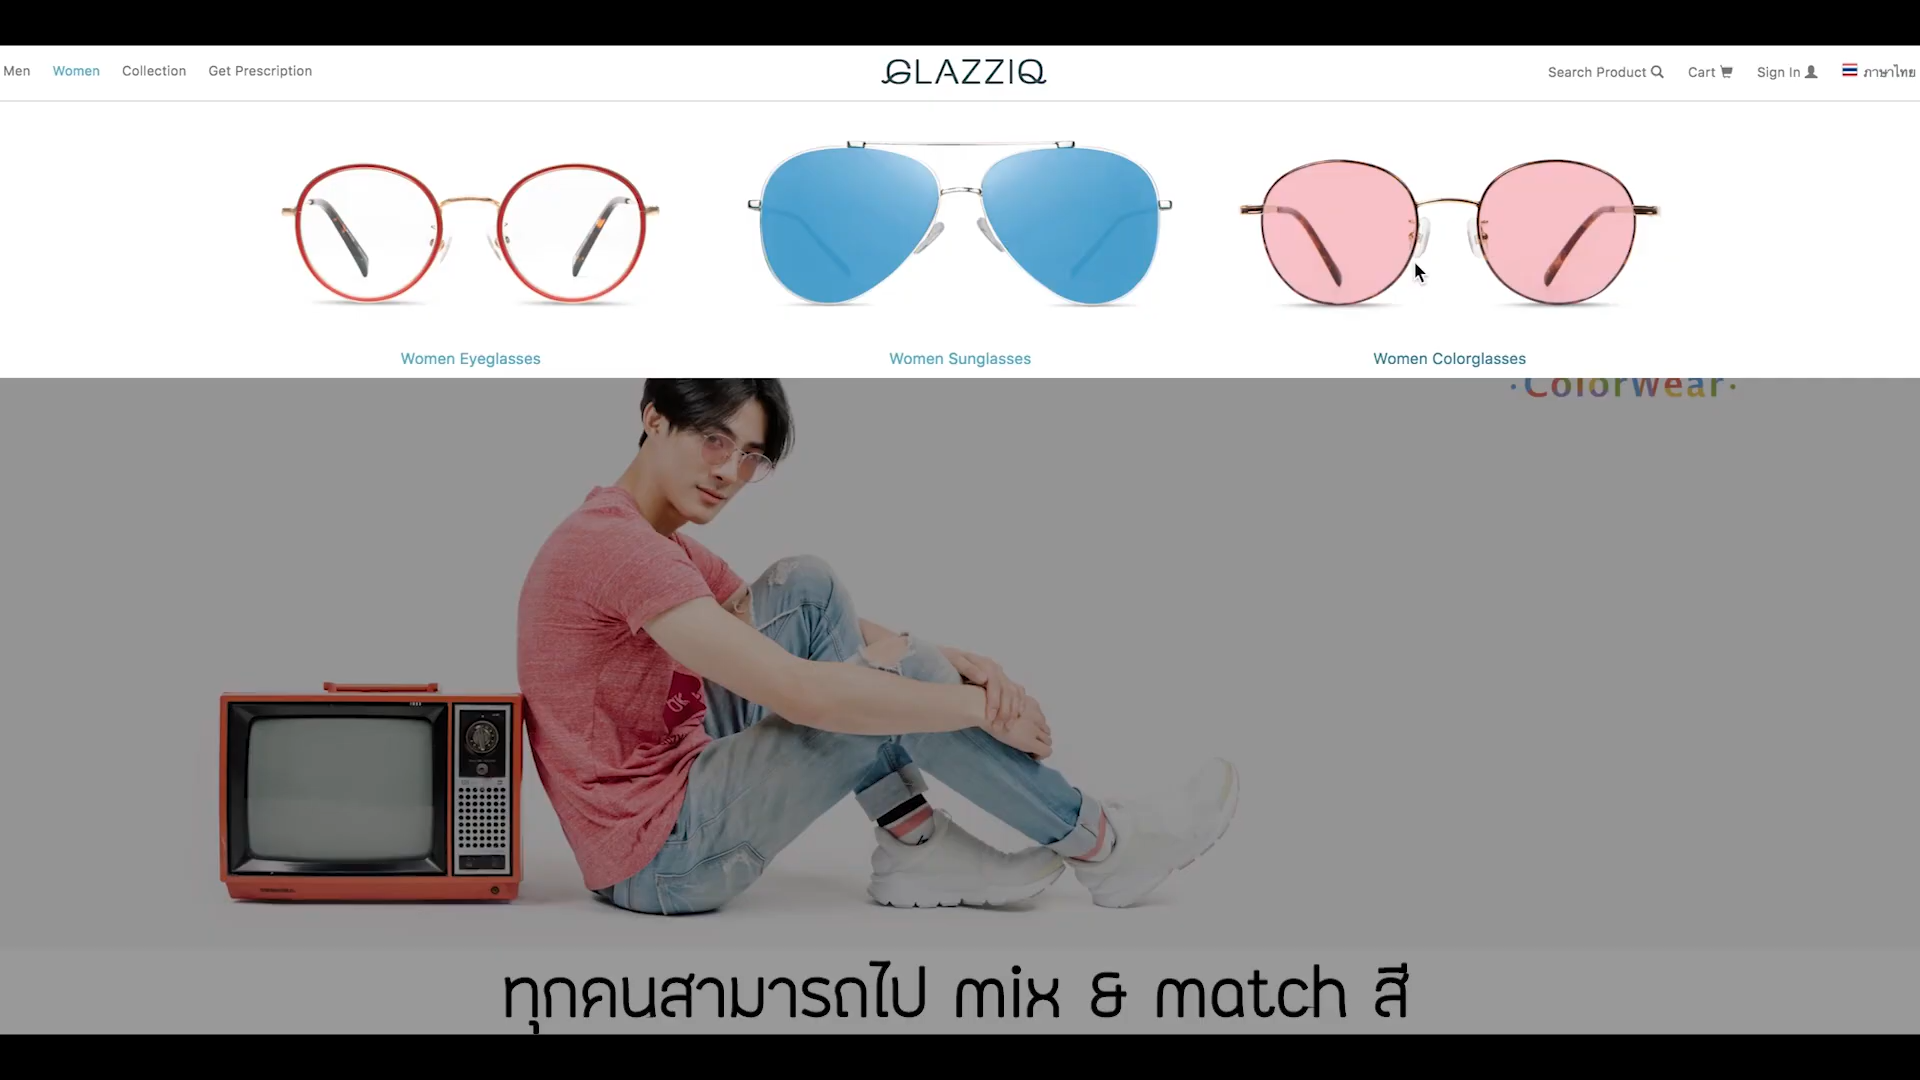 Men Women Collection Get Prescription GLAZZIQ Search Product Cart Sign In ภาษาไทย
Women Eyeglasses Women Sunglasses Women Colorglasses
·ColorWear·
OK
ทุกคนสามารถไป mix & match สี